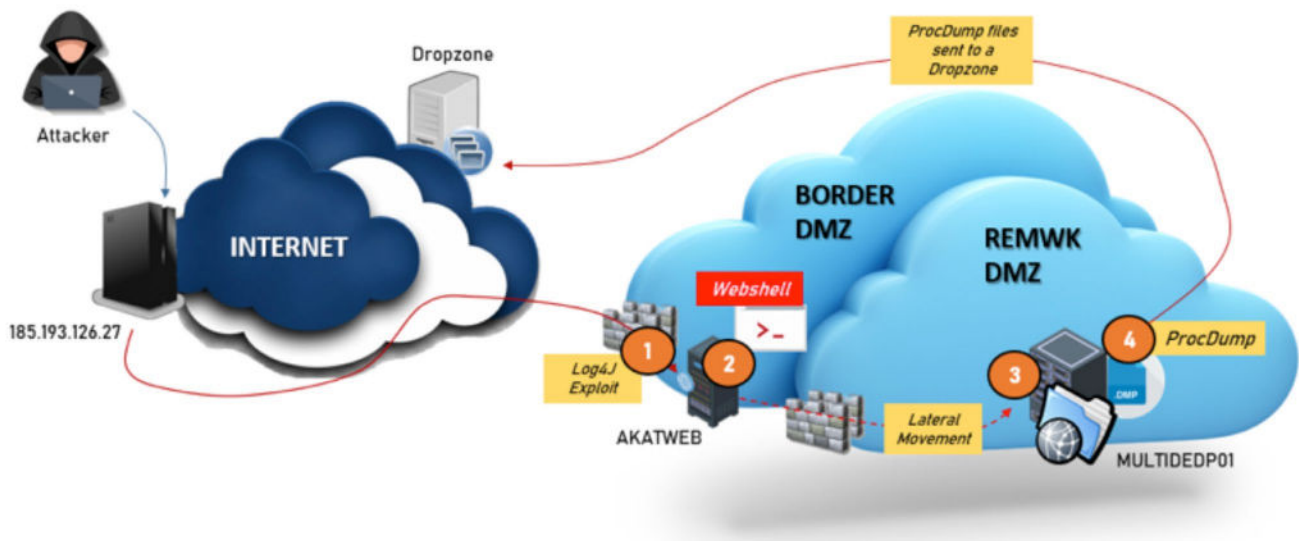 Attacker
Dropzone
ProcDump files
sent to a
Dropzone
INTERNET
185.193.126.27
BORDER
DMZ
REMWK
DMZ
Webshell
>_
1
2
Log4J
Exploit
AKATWEB
Lateral
Movement
3
4
ProcDump
.DMP
MULTIDEDP01